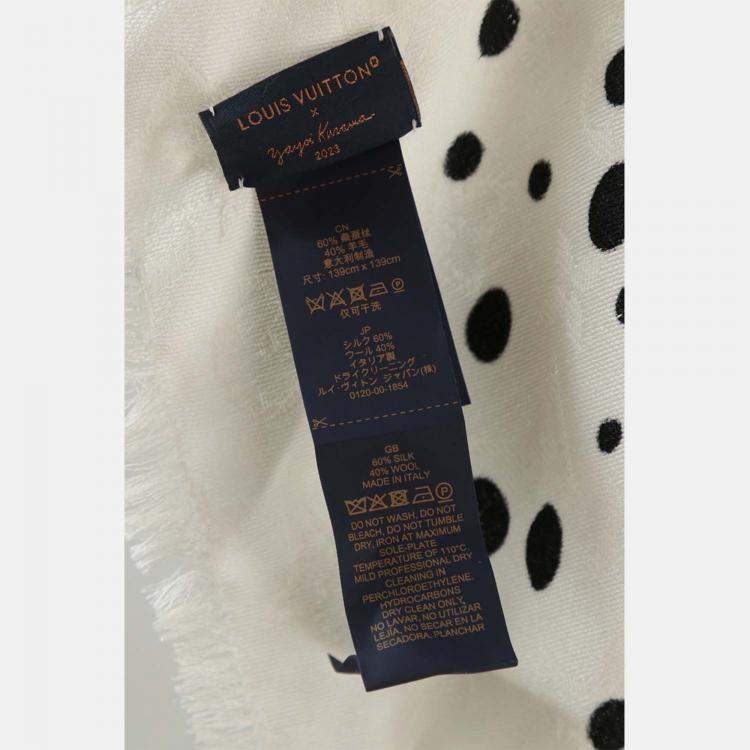 LOUIS VUITTON®
x
Yayoi Kusama
2023
CN
60% 桑蚕丝
40% 羊毛
意大利制造
尺寸: 139cm x 139cm
仅可干洗
JP
シルク 60%
ウール 40%
イタリア製
ドライクリーニング
ルイ・ヴィトン ジャパン(株)
0120-00-1854
GB
60% SILK
40% WOOL
MADE IN ITALY
P
DO NOT WASH, DO NOT
BLEACH, DO NOT TUMBLE
DRY, IRON AT MAXIMUM
SOLE-PLATE
TEMPERATURE OF 110°C,
MILD PROFESSIONAL DRY
CLEANING IN
PERCHLOROETHYLENE,
HYDROCARBONS
DRY CLEAN ONLY,
NO LAVAR, NO UTILIZAR
LEJÍA, NO SECAR EN LA
SECADORA, PLANCHAR